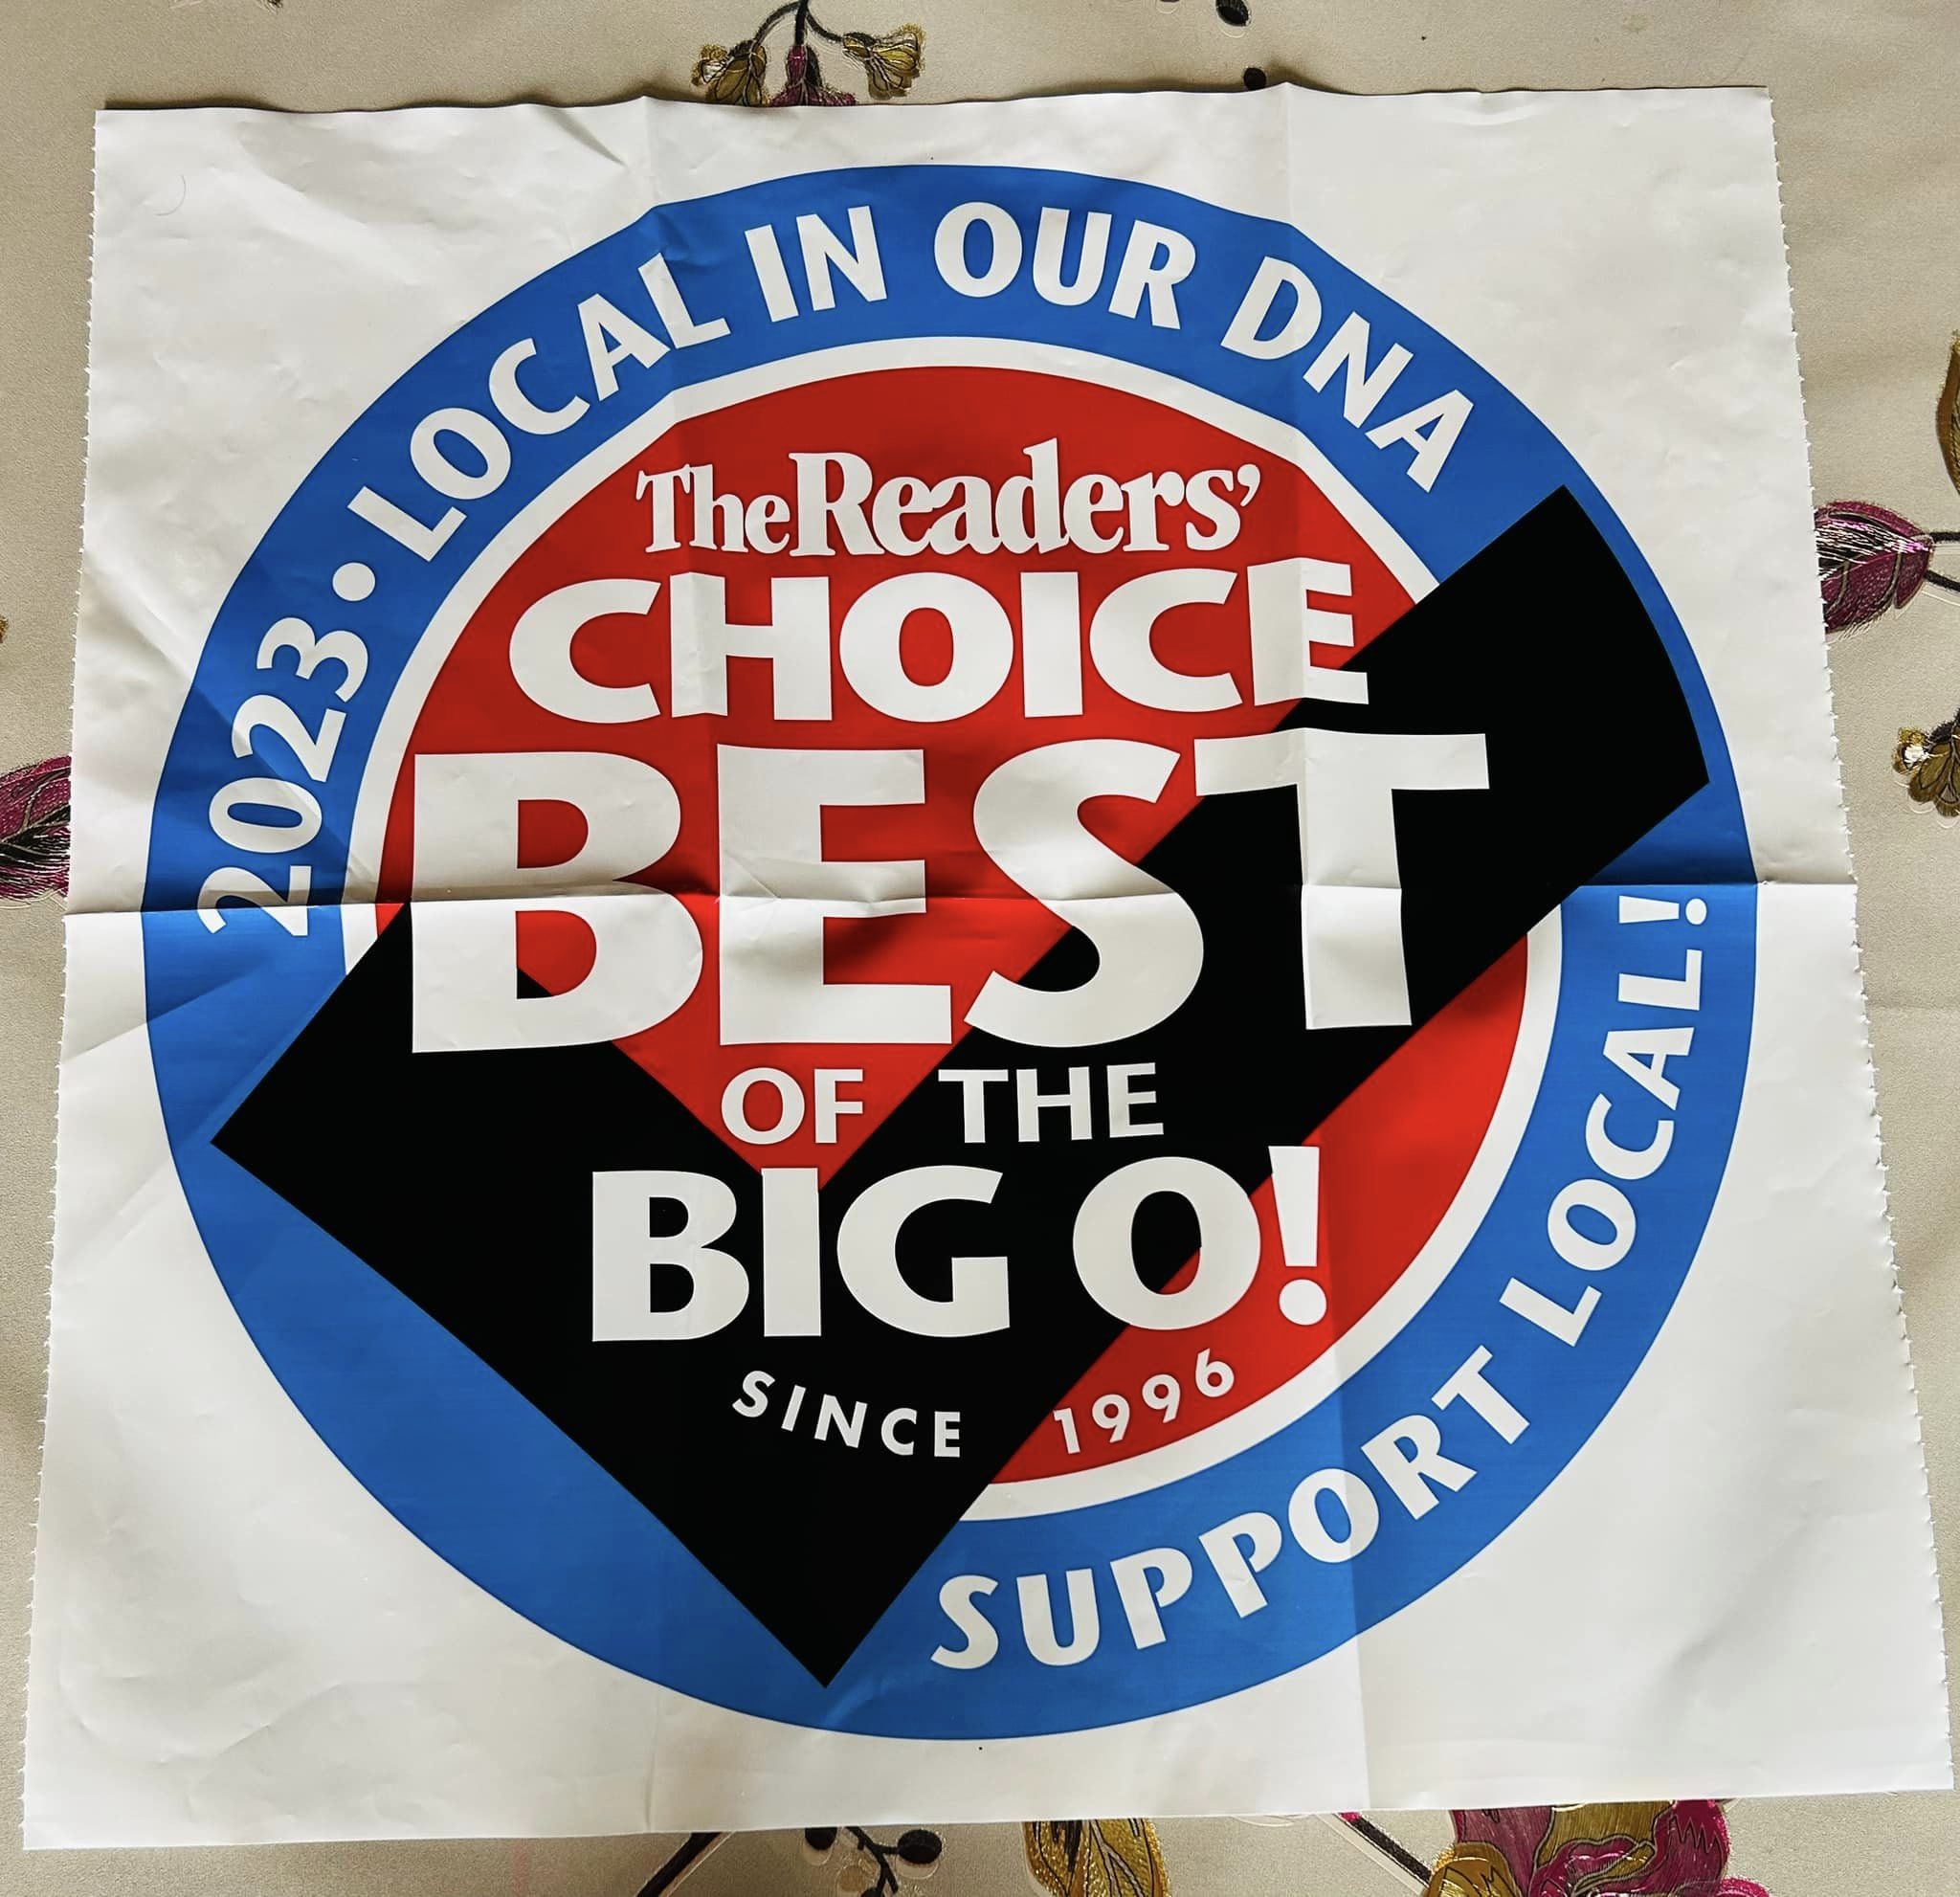 2023 • LOCAL IN OUR DNA
The Readers'
CHOICE
BEST
OF THE
BIG O!
SINCE 1996
SUPPORT LOCAL!